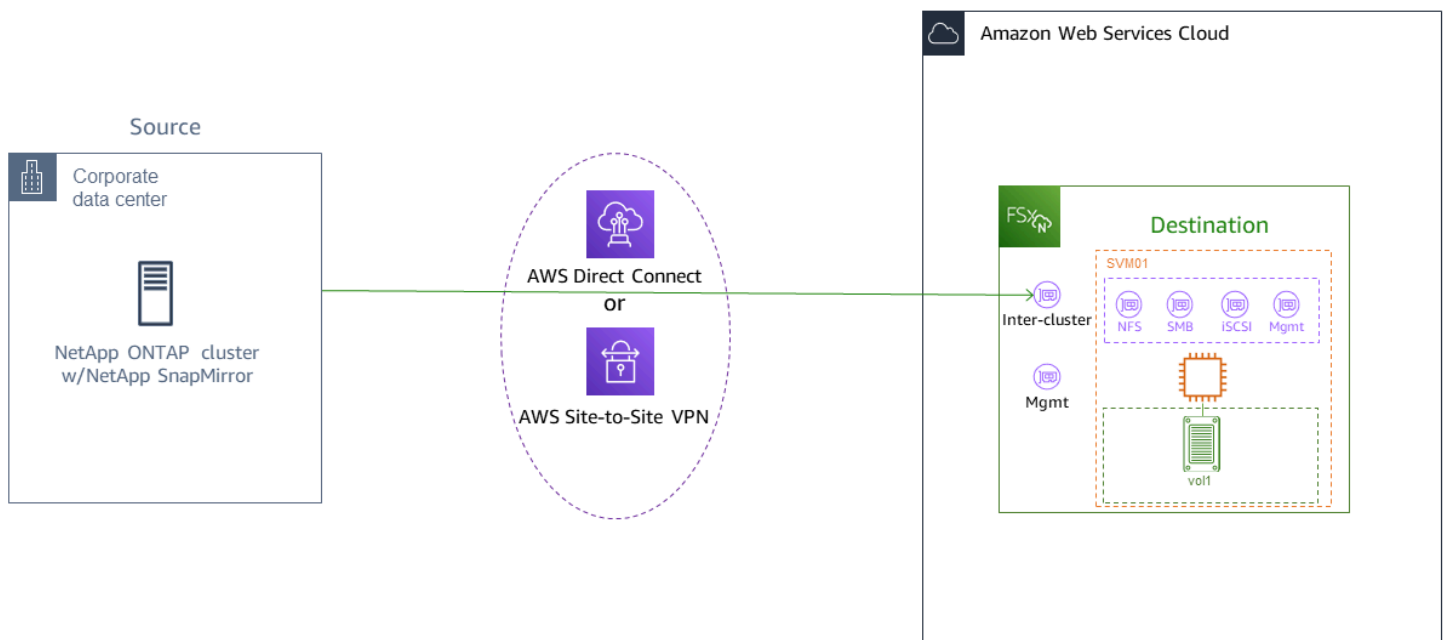 Amazon Web Services Cloud
Source
Corporate
data center
NetApp ONTAP cluster
w/NetApp SnapMirror
AWS Direct Connect
or
AWS Site-to-Site VPN
FSx
N
Destination
SVM01
Inter-cluster
NFS
SMB
iSCSI
Mgmt
Mgmt
vol1